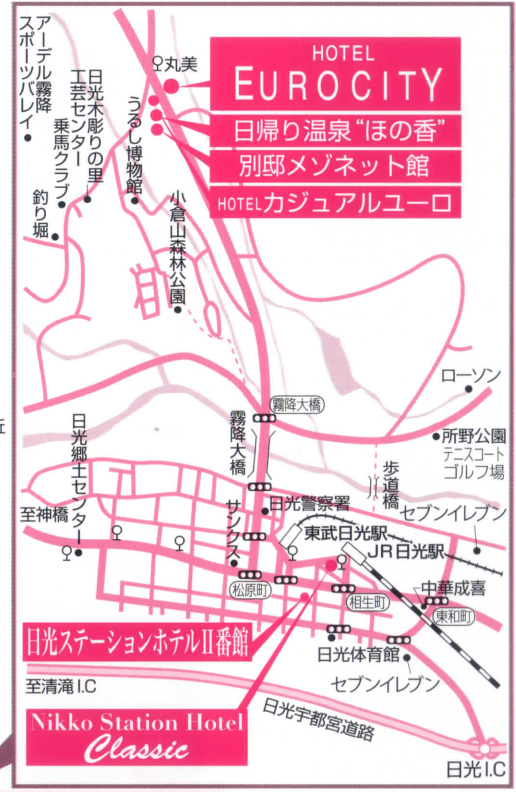 HOTEL
EUROCITY
日帰り温泉“ほの香”
別邸メゾネット館
HOTELカジュアルユーロ
丸美
アーデル霧降
スポーツバレイ
日光木彫りの里
工芸センター
乗馬クラブ
釣り堀
うるし博物館
小倉山森林公園
ローソン
霧降大橋
霧降大橋
所野公園
テニスコート
ゴルフ場
歩道橋
日光郷土センター
至神橋
サンクス
日光警察署
セブンイレブン
東武日光駅
JR日光駅
松原町
相生町
中華成喜
東和町
日光ステーションホテルⅡ番館
日光体育館
セブンイレブン
至清滝I.C
日光宇都宮道路
Nikko Station Hotel
Classic
日光I.C